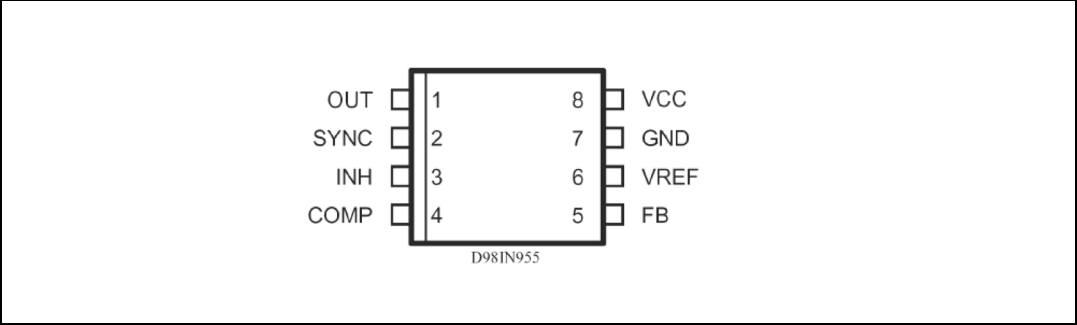 OUT 1 8 VCC
SYNC 2 7 GND
INH 3 6 VREF
COMP 4 5 FB
D98IN955